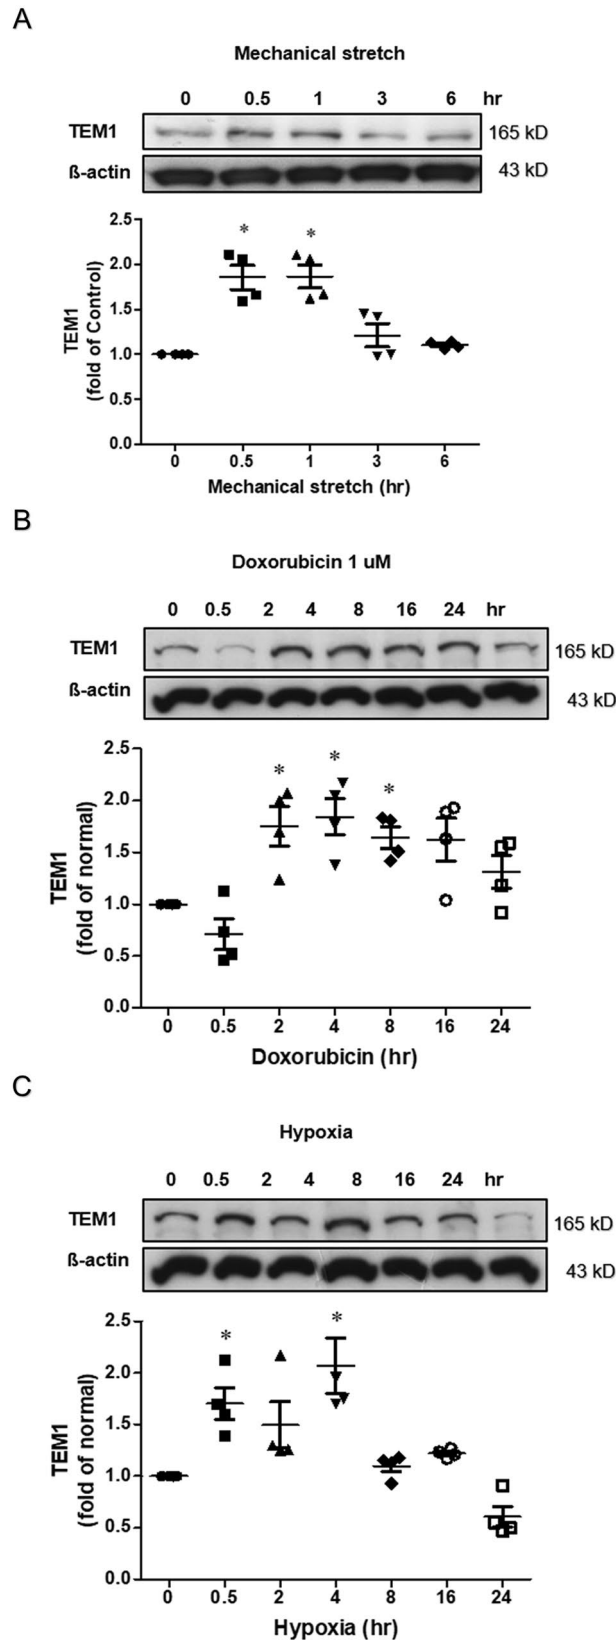 A
Mechanical stretch
0 0.5 1 3 6 hr
TEM1 165 kD
ß-actin 43 kD
2.5
2.0
1.5
1.0
0.5
0.0
TEM1
(fold of Control)
* *
0 0.5 1 3 6
Mechanical stretch (hr)
B
Doxorubicin 1 uM
0 0.5 2 4 8 16 24 hr
TEM1 165 kD
ß-actin 43 kD
2.5
2.0
1.5
1.0
0.5
0.0
TEM1
(fold of normal)
* * *
0 0.5 2 4 8 16 24
Doxorubicin (hr)
C
Hypoxia
0 0.5 2 4 8 16 24 hr
TEM1 165 kD
ß-actin 43 kD
2.5
2.0
1.5
1.0
0.5
0.0
TEM1
(fold of normal)
* *
0 0.5 2 4 8 16 24
Hypoxia (hr)